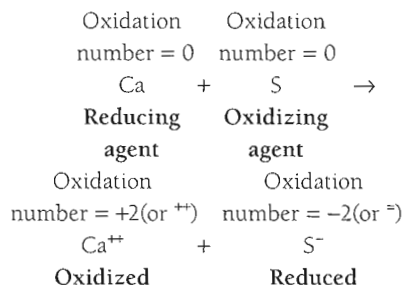 Oxidation Oxidation
number = 0 number = 0
Ca + S →
Reducing Oxidizing
agent agent
Oxidation Oxidation
number = +2(or ⁺⁺) number = −2(or ⁼)
Ca⁺⁺ + S⁻
Oxidized Reduced